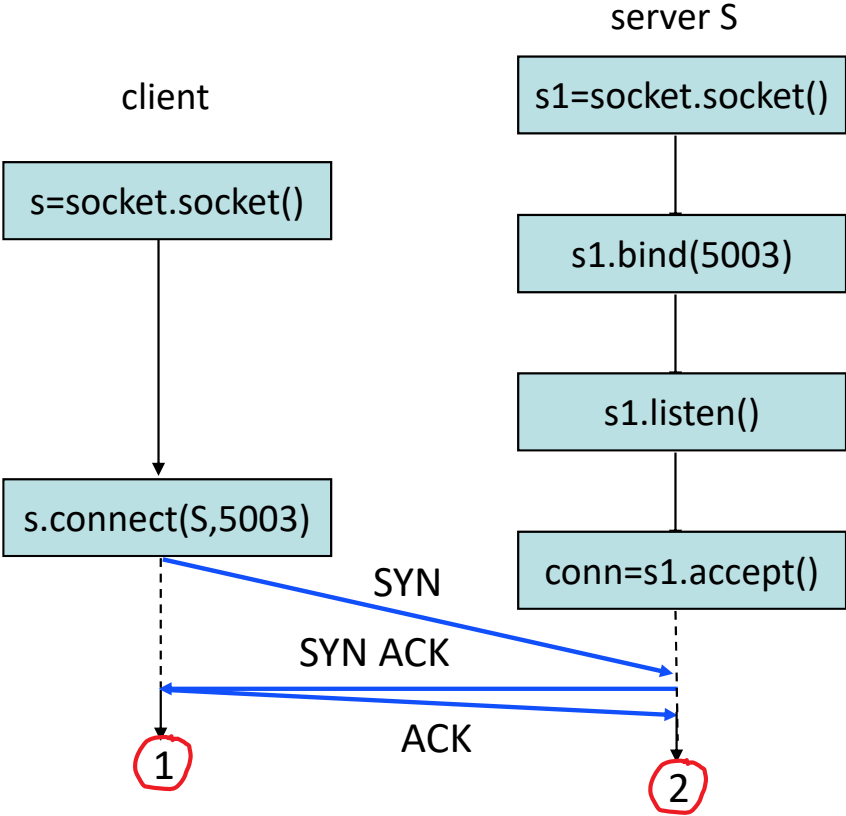 server S
client
s1=socket.socket()
s=socket.socket()
s1.bind(5003)
s1.listen()
s.connect(S,5003)
conn=s1.accept()
SYN
SYN ACK
ACK
1
2